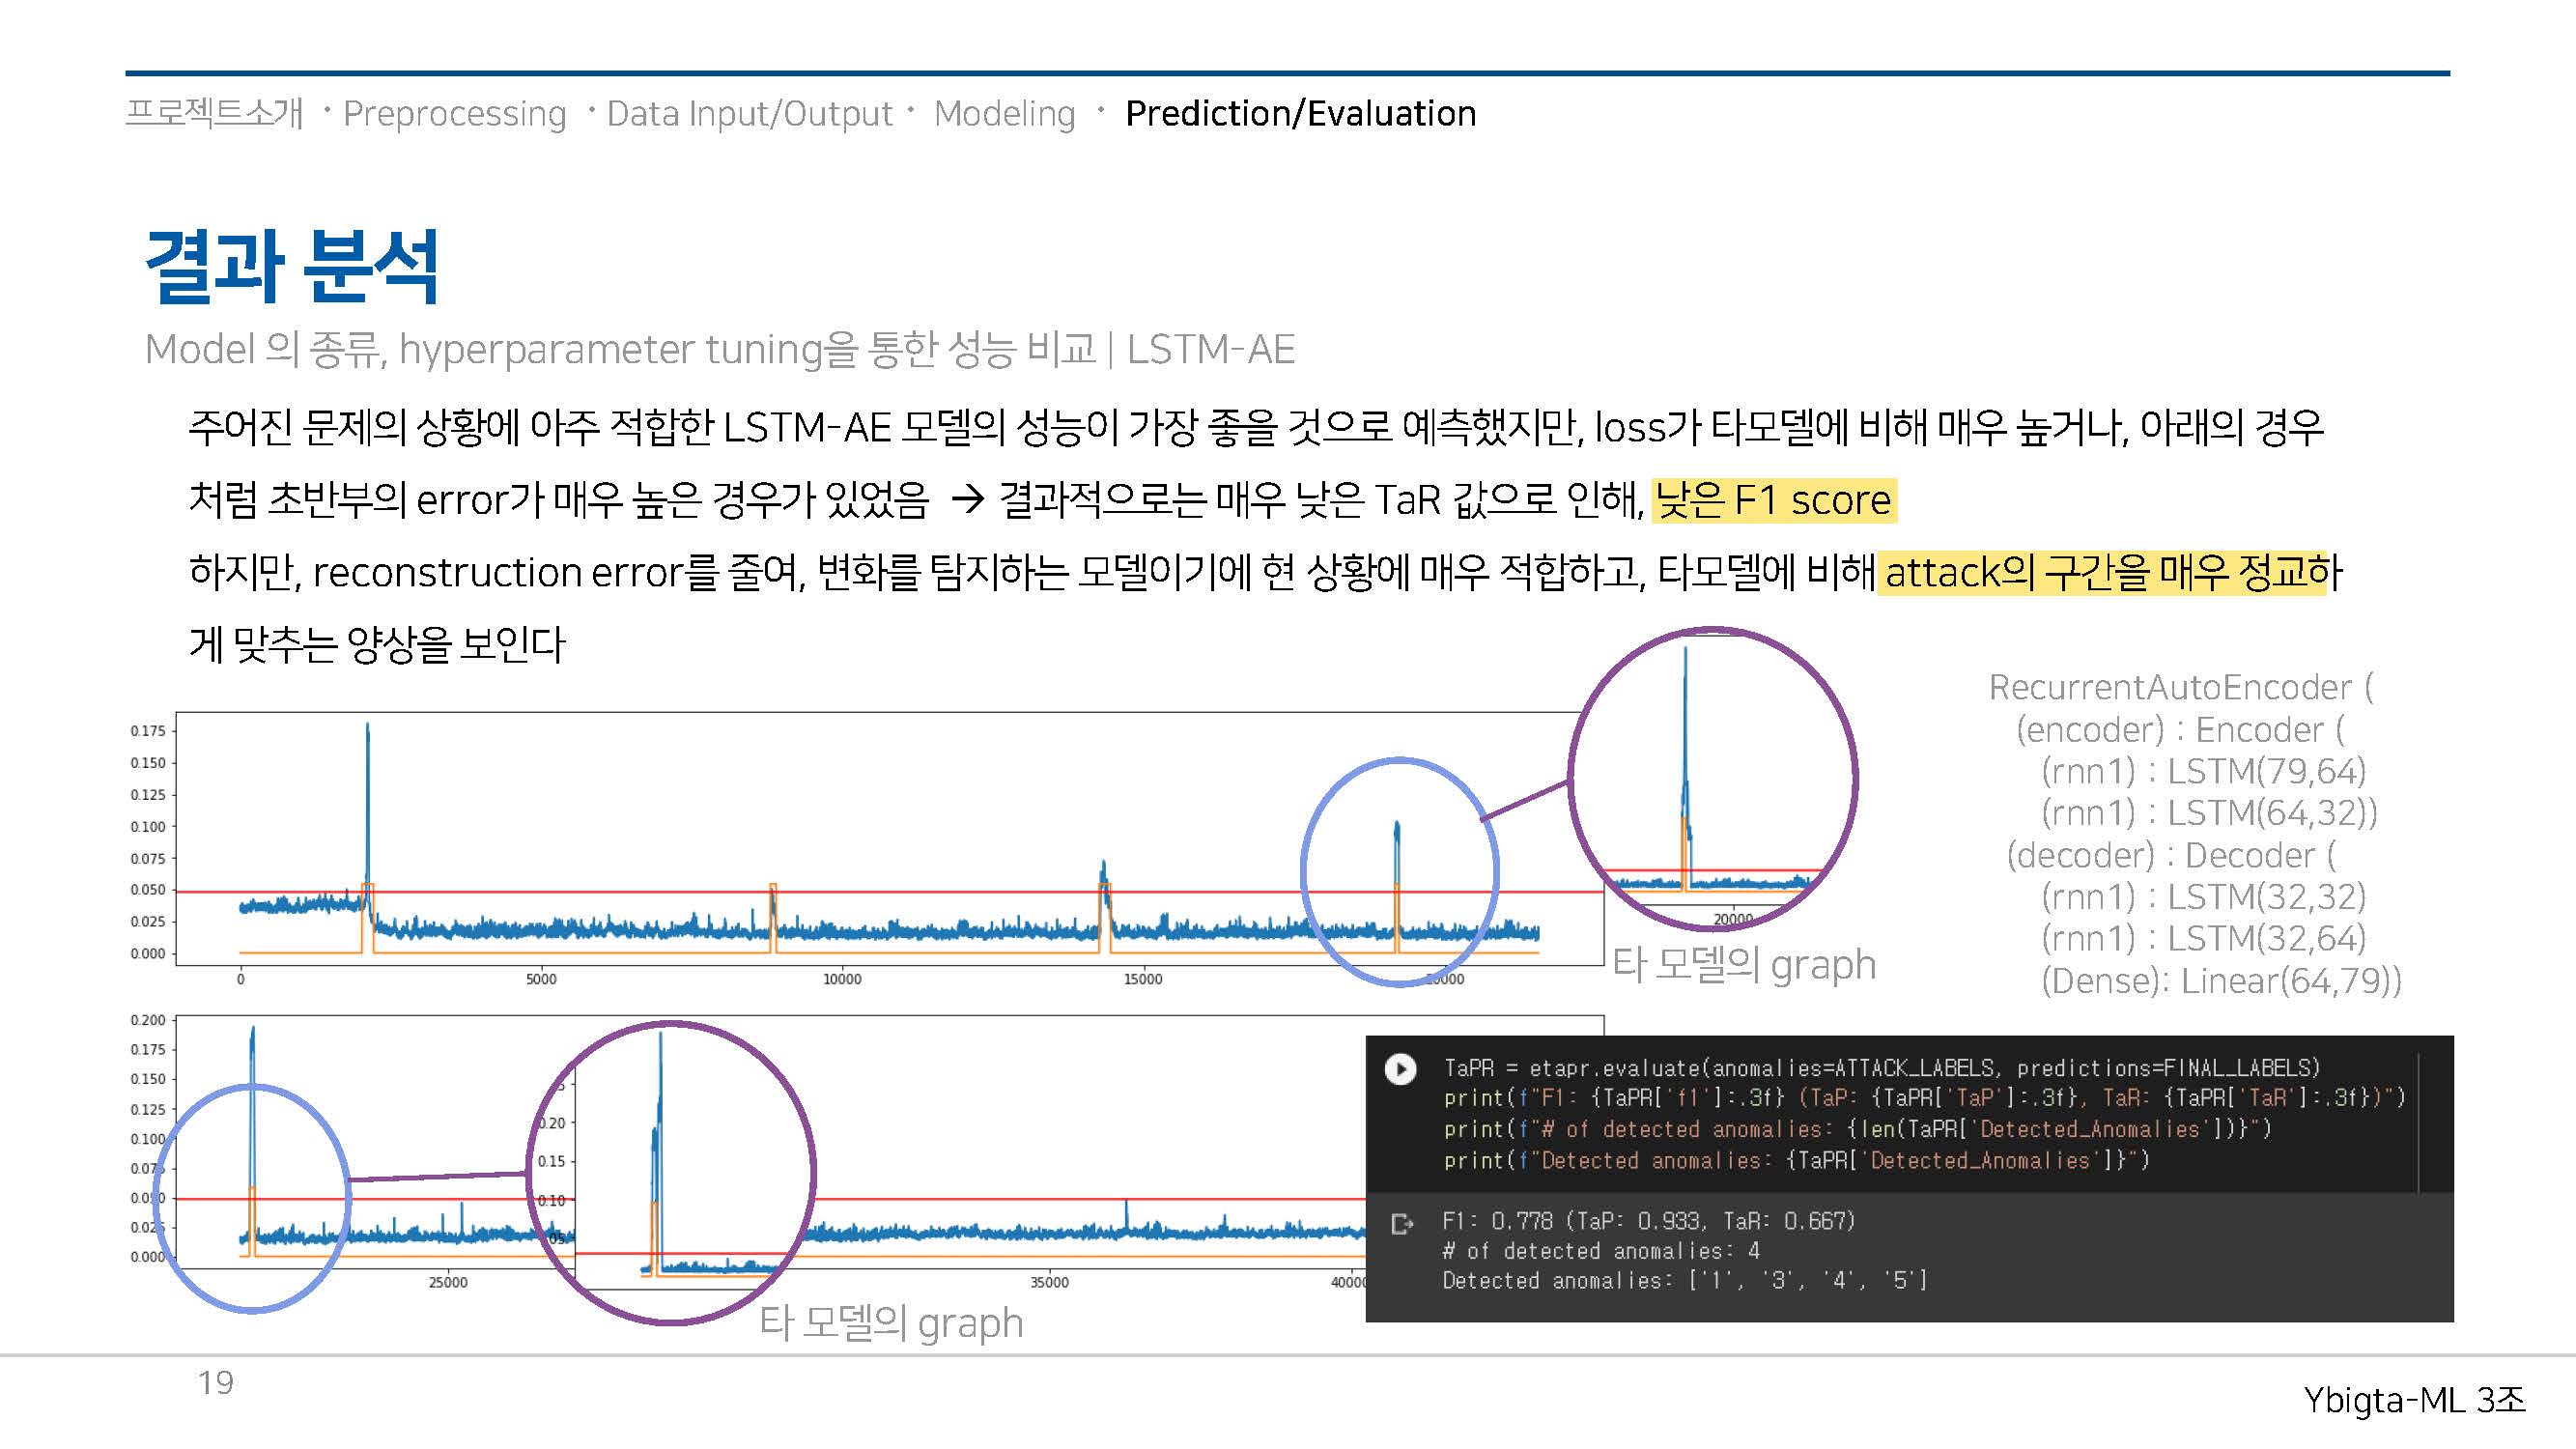 프로젝트소개 · Preprocessing · Data Input/Output · Modeling · Prediction/Evaluation
결과 분석
Model 의 종류, hyperparameter tuning을 통한 성능 비교 | LSTM-AE
주어진 문제의 상황에 아주 적합한 LSTM-AE 모델의 성능이 가장 좋을 것으로 예측했지만, loss가 타모델에 비해 매우 높거나, 아래의 경우
처럼 초반부의 error가 매우 높은 경우가 있었음 → 결과적으로는 매우 낮은 TaR 값으로 인해, 낮은 F1 score
하지만, reconstruction error를 줄여, 변화를 탐지하는 모델이기에 현 상황에 매우 적합하고, 타모델에 비해 attack의 구간을 매우 정교하
게 맞추는 양상을 보인다
RecurrentAutoEncoder (
(encoder) : Encoder (
(rnn1) : LSTM(79,64)
(rnn1) : LSTM(64,32))
(decoder) : Decoder (
(rnn1) : LSTM(32,32)
(rnn1) : LSTM(32,64)
(Dense): Linear(64,79))
0.175
0.150
0.125
0.100
0.075
0.050
0.025
0.000
0 5000 10000 15000
20000
타 모델의 graph
0.200
0.175
0.150
0.125
0.100
0.075
0.050
0.025
0.000
25000 35000 40000
0.20
0.15
0.10
타 모델의 graph
TaPR = etapr.evaluate(anomalies=ATTACK_LABELS, predictions=FINAL_LABELS)
print(f"F1: {TaPR['f1']:.3f} (TaP: {TaPR['TaP']:.3f}, TaR: {TaPR['TaR']:.3f})")
print(f"# of detected anomalies: {len(TaPR['Detected_Anomalies'])}")
print(f"Detected anomalies: {TaPR['Detected_Anomalies']}")
F1: 0.778 (TaP: 0.933, TaR: 0.667)
# of detected anomalies: 4
Detected anomalies: ['1', '3', '4', '5']
19
Ybigta-ML 3조